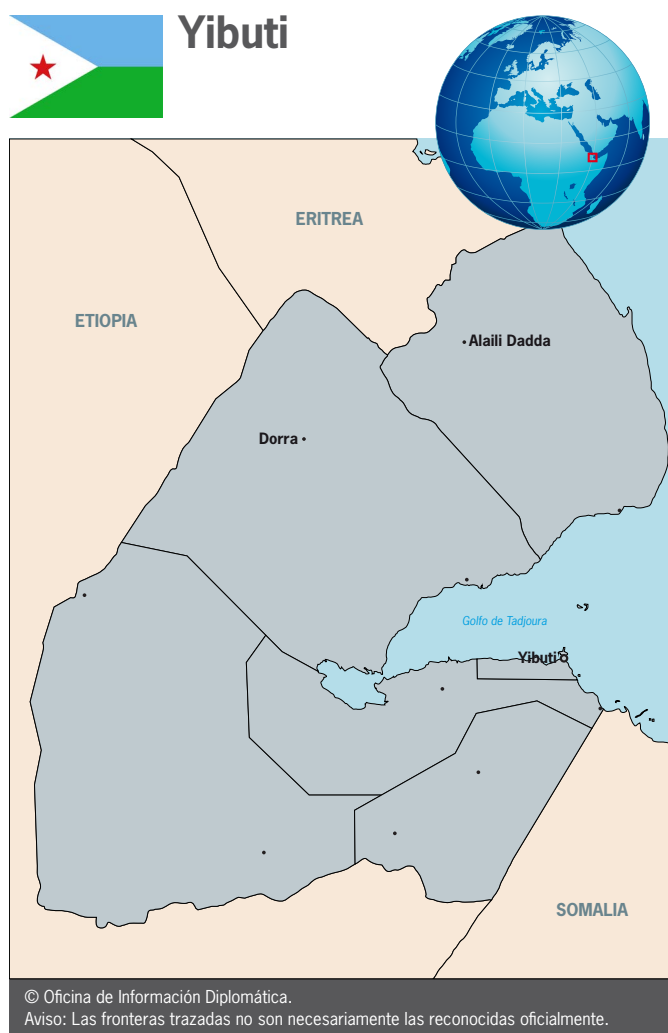 Yibuti
ERITREA
ETIOPIA
Alaili Dadda
Dorra
Golfo de Tadjoura
Yibuti
SOMALIA
© Oficina de Información Diplomática.
Aviso: Las fronteras trazadas no son necesariamente las reconocidas oficialmente.